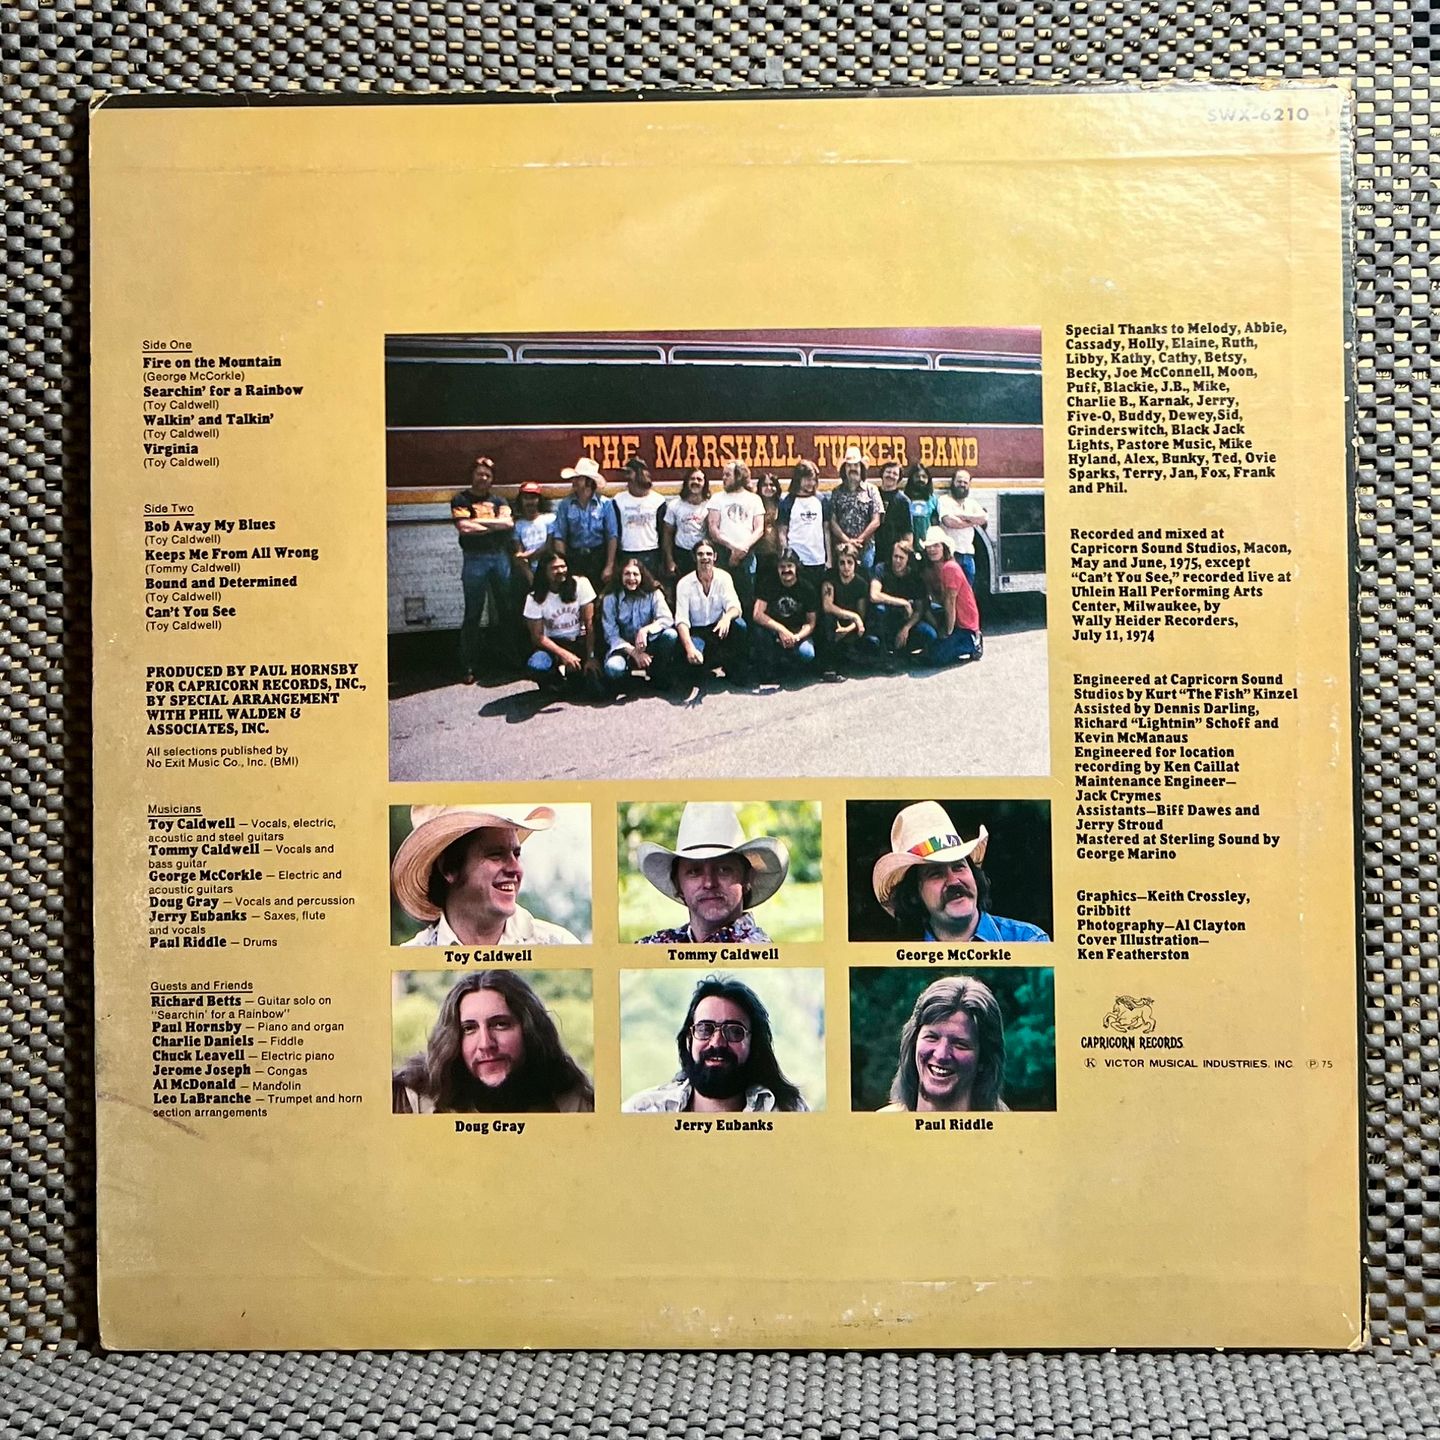 SWX-6210
Side One
Fire on the Mountain
(George McCorkle)
Searchin' for a Rainbow
(Toy Caldwell)
Walkin' and Talkin'
(Toy Caldwell)
Virginia
(Toy Caldwell)
Side Two
Bob Away My Blues
(Toy Caldwell)
Keeps Me From All Wrong
(Tommy Caldwell)
Bound and Determined
(Toy Caldwell)
Can't You See
(Toy Caldwell)
PRODUCED BY PAUL HORNSBY
FOR CAPRICORN RECORDS, INC.,
BY SPECIAL ARRANGEMENT
WITH PHIL WALDEN &
ASSOCIATES, INC.
All selections published by
No Exit Music Co., Inc. (BMI)
Musicians
Toy Caldwell — Vocals, electric,
acoustic and steel guitars
Tommy Caldwell — Vocals and
bass guitar
George McCorkle — Electric and
acoustic guitars
Doug Gray — Vocals and percussion
Jerry Eubanks — Saxes, flute
and vocals
Paul Riddle — Drums
Guests and Friends
Richard Betts — Guitar solo on
"Searchin' for a Rainbow"
Paul Hornsby — Piano and organ
Charlie Daniels — Fiddle
Chuck Leavell — Electric piano
Jerome Joseph — Congas
Al McDonald — Mandolin
Leo LaBranche — Trumpet and horn
section arrangements
THE MARSHALL TUCKER BAND
Toy Caldwell
Tommy Caldwell
George McCorkle
Doug Gray
Jerry Eubanks
Paul Riddle
Special Thanks to Melody, Abbie,
Cassady, Holly, Elaine, Ruth,
Libby, Kathy, Cathy, Betsy,
Becky, Joe McConnell, Moon,
Puff, Blackie, J.B., Mike,
Charlie B., Karnak, Jerry,
Five-O, Buddy, Dewey, Sid,
Grinderswitch, Black Jack
Lights, Pastore Music, Mike
Hyland, Alex, Bunky, Ted, Ovie
Sparks, Terry, Jan, Fox, Frank
and Phil.
Recorded and mixed at
Capricorn Sound Studios, Macon,
May and June, 1975, except
"Can't You See," recorded live at
Uhlein Hall Performing Arts
Center, Milwaukee, by
Wally Heider Recorders,
July 11, 1974
Engineered at Capricorn Sound
Studios by Kurt "The Fish" Kinzel
Assisted by Dennis Darling,
Richard "Lightnin" Schoff and
Kevin McManaus
Engineered for location
recording by Ken Caillat
Maintenance Engineer—
Jack Crymes
Assistants—Biff Dawes and
Jerry Stroud
Mastered at Sterling Sound by
George Marino
Graphics—Keith Crossley,
Gribbitt
Photography—Al Clayton
Cover Illustration—
Ken Featherston
CAPRICORN RECORDS.
Ⓚ VICTOR MUSICAL INDUSTRIES, INC. Ⓟ 75